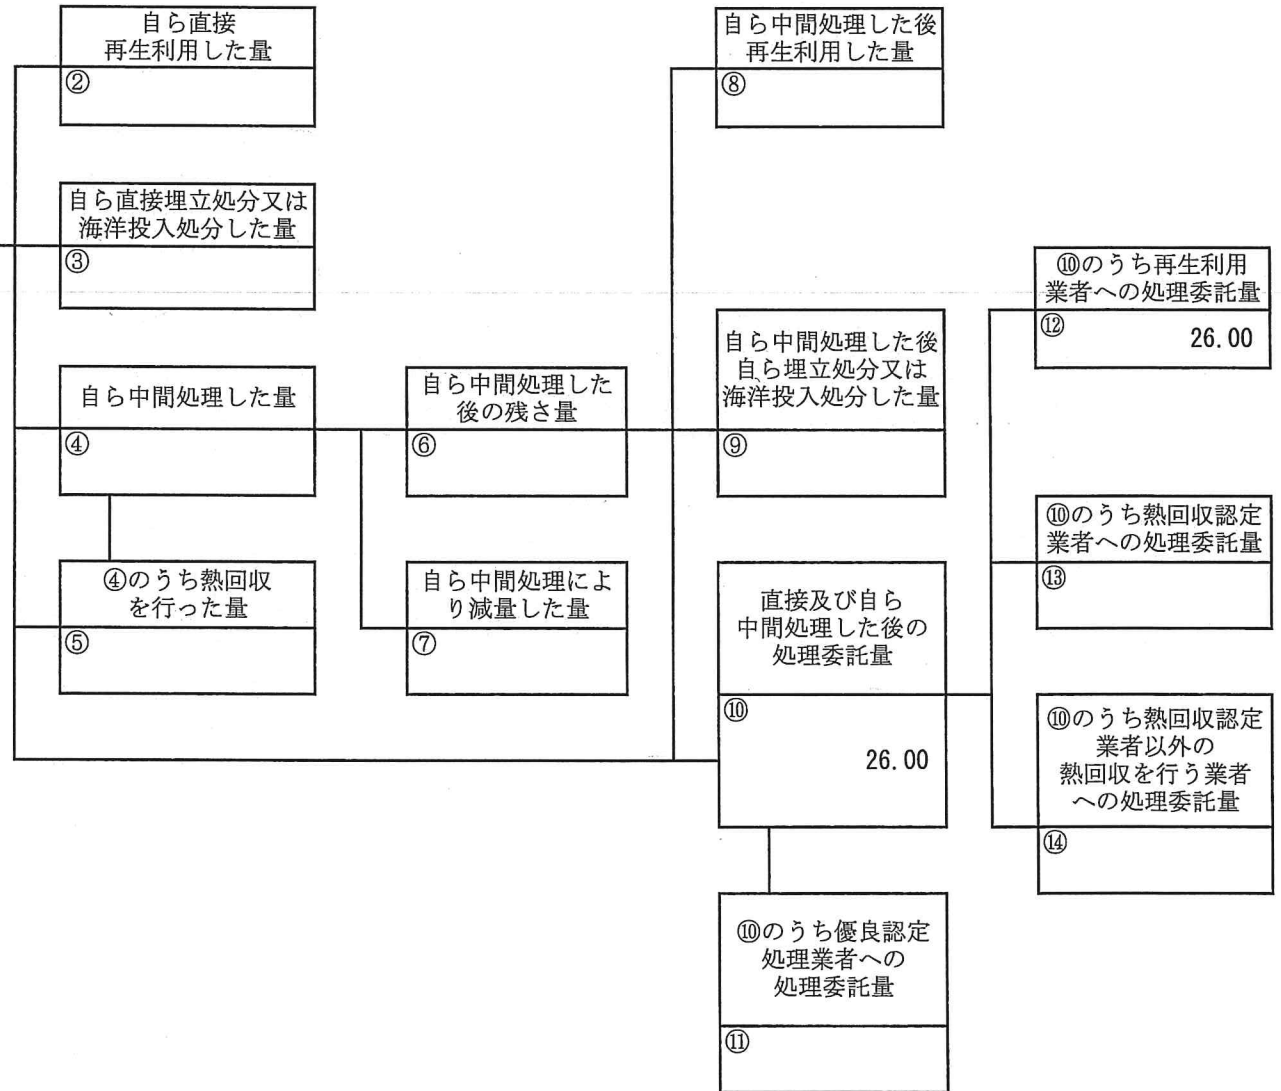 自ら直接
再生利用した量
②
自ら直接埋立処分又は
海洋投入処分した量
③
自ら中間処理した量
④
④のうち熱回収
を行った量
⑤
自ら中間処理した
後の残さ量
⑥
自ら中間処理によ
り減量した量
⑦
自ら中間処理した後
再生利用した量
⑧
自ら中間処理した後
自ら埋立処分又は
海洋投入処分した量
⑨
直接及び自ら
中間処理した後の
処理委託量
⑩
26.00
⑩のうち優良認定
処理業者への
処理委託量
⑪
⑩のうち再生利用
業者への処理委託量
⑫
26.00
⑩のうち熱回収認定
業者への処理委託量
⑬
⑩のうち熱回収認定
業者以外の
熱回収を行う業者
への処理委託量
⑭